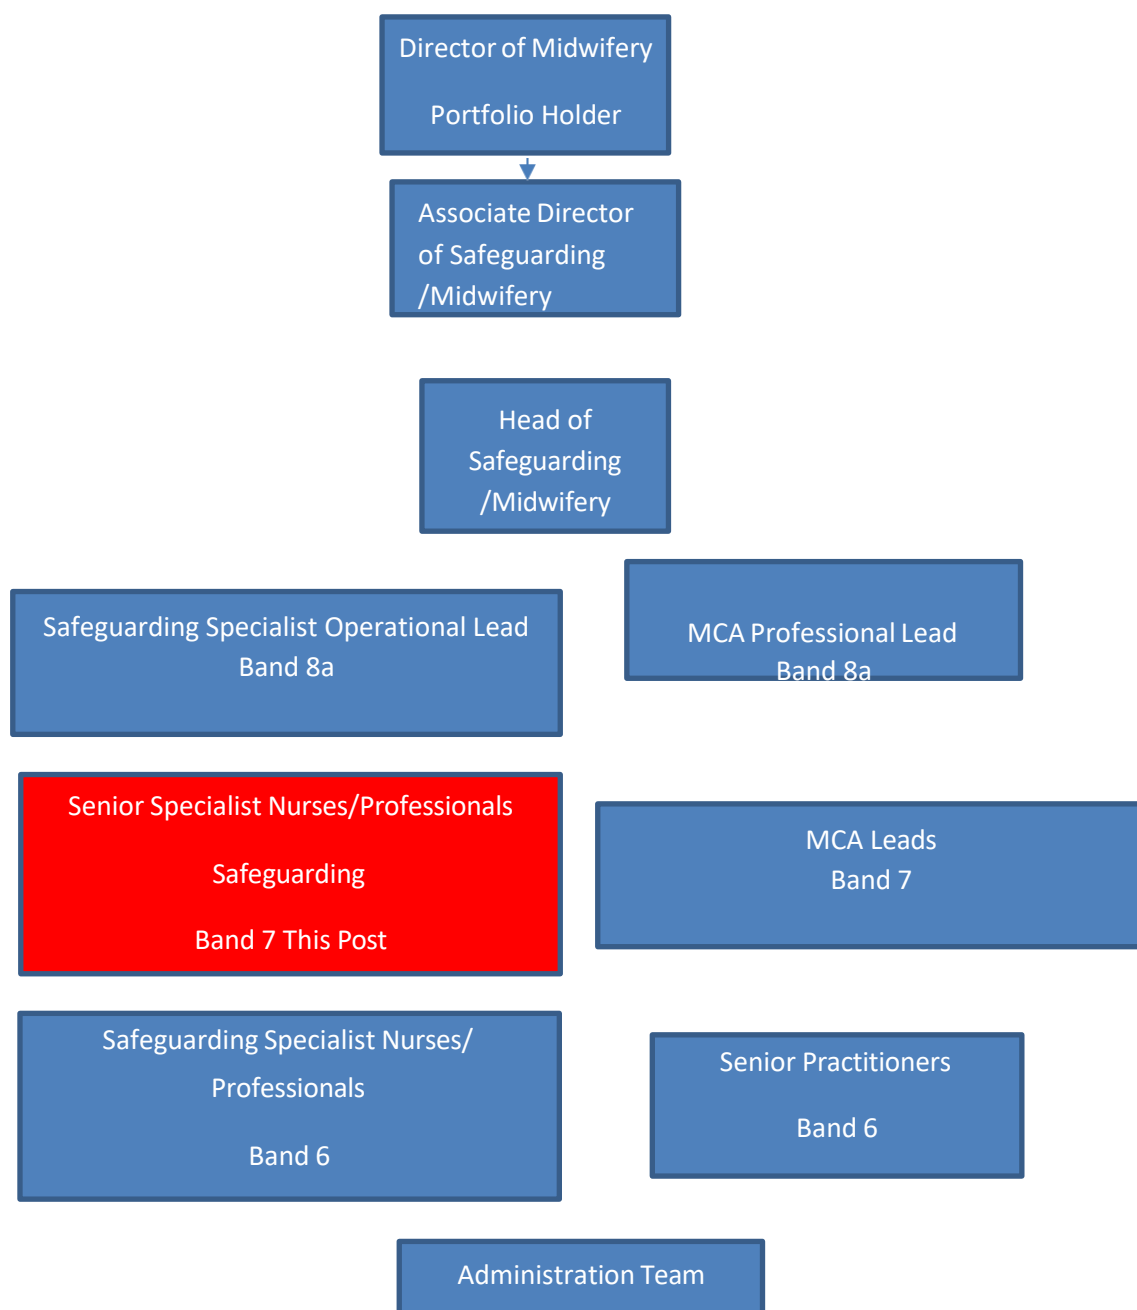 Director of Midwifery
Portfolio Holder
Associate Director
of Safeguarding
/Midwifery
Head of
Safeguarding
/Midwifery
Safeguarding Specialist Operational Lead
Band 8a
MCA Professional Lead
Band 8a
Senior Specialist Nurses/Professionals
Safeguarding
Band 7 This Post
MCA Leads
Band 7
Safeguarding Specialist Nurses/
Professionals
Band 6
Senior Practitioners
Band 6
Administration Team